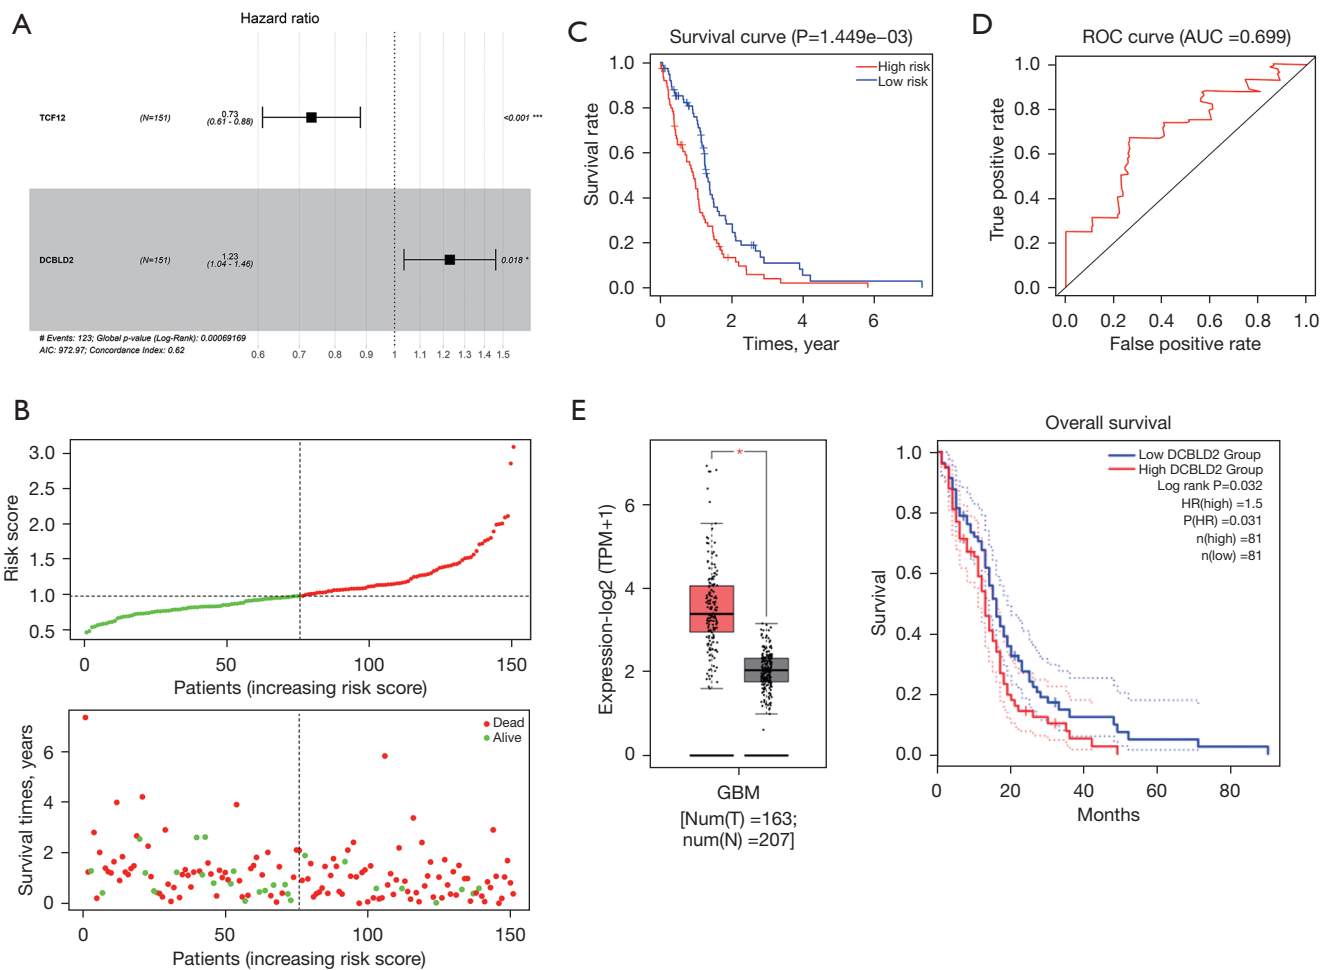 A
Hazard ratio
TCF12 (N=151) 0.73 <0.001 ***
(0.61 - 0.88)
DCBLD2 (N=151) 1.23 0.018 *
(1.04 - 1.46)
# Events: 123; Global p-value (Log-Rank): 0.00069169
AIC: 972.97; Concordance Index: 0.62
0.6 0.7 0.8 0.9 1 1.1 1.2 1.3 1.4 1.5
B
Risk score
3.0
2.5
2.0
1.5
1.0
0.5
0 50 100 150
Patients (increasing risk score)
Survival times, years
Dead
Alive
6
4
2
0
0 50 100 150
Patients (increasing risk score)
C
Survival curve (P=1.449e−03)
High risk
Low risk
Survival rate
1.0
0.8
0.6
0.4
0.2
0.0
0 2 4 6
Times, year
D
ROC curve (AUC =0.699)
True positive rate
1.0
0.8
0.6
0.4
0.2
0.0
0.0 0.2 0.4 0.6 0.8 1.0
False positive rate
E
Expression-log2 (TPM+1)
*
6
4
2
0
GBM
[Num(T) =163;
num(N) =207]
Overall survival
Low DCBLD2 Group
High DCBLD2 Group
Log rank P=0.032
HR(high) =1.5
P(HR) =0.031
n(high) =81
n(low) =81
Survival
1.0
0.8
0.6
0.4
0.2
0.0
0 20 40 60 80
Months